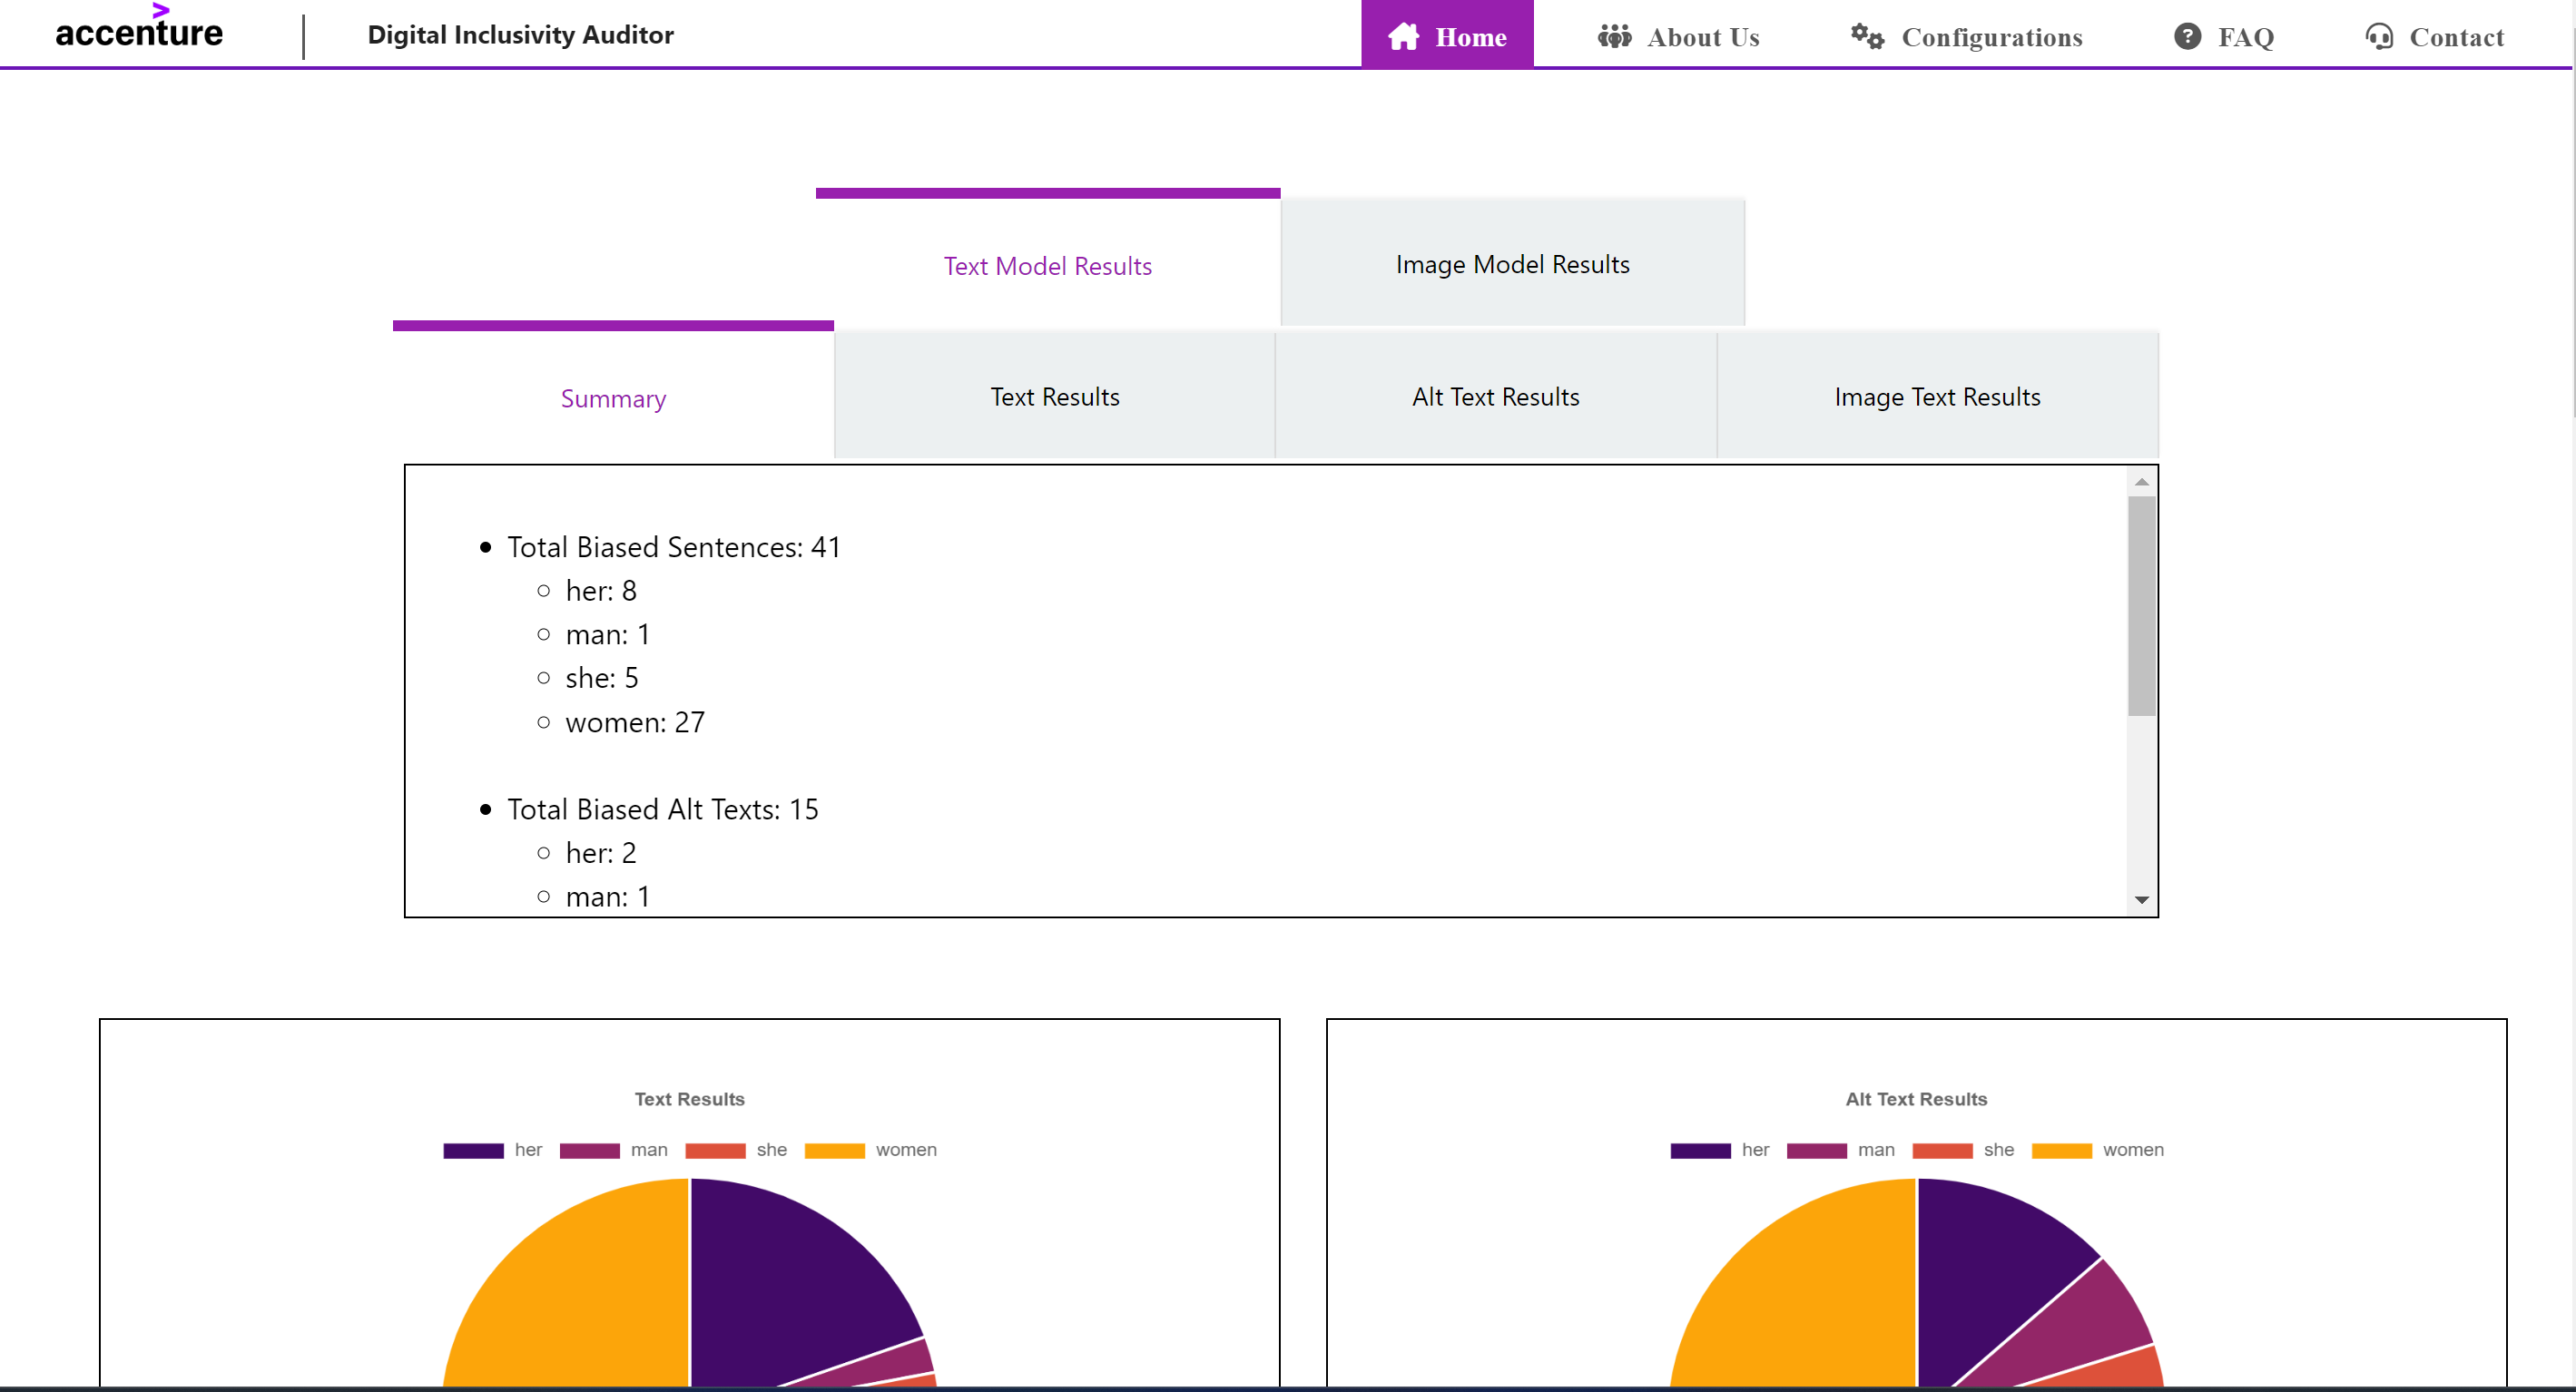 accenture
Digital Inclusivity Auditor
Home
About Us
Configurations
FAQ
Contact
Text Model Results
Image Model Results
Summary
Text Results
Alt Text Results
Image Text Results
Total Biased Sentences: 41
her: 8
man: 1
she: 5
women: 27
Total Biased Alt Texts: 15
her: 2
man: 1
Text Results
her man she women
Alt Text Results
her man she women